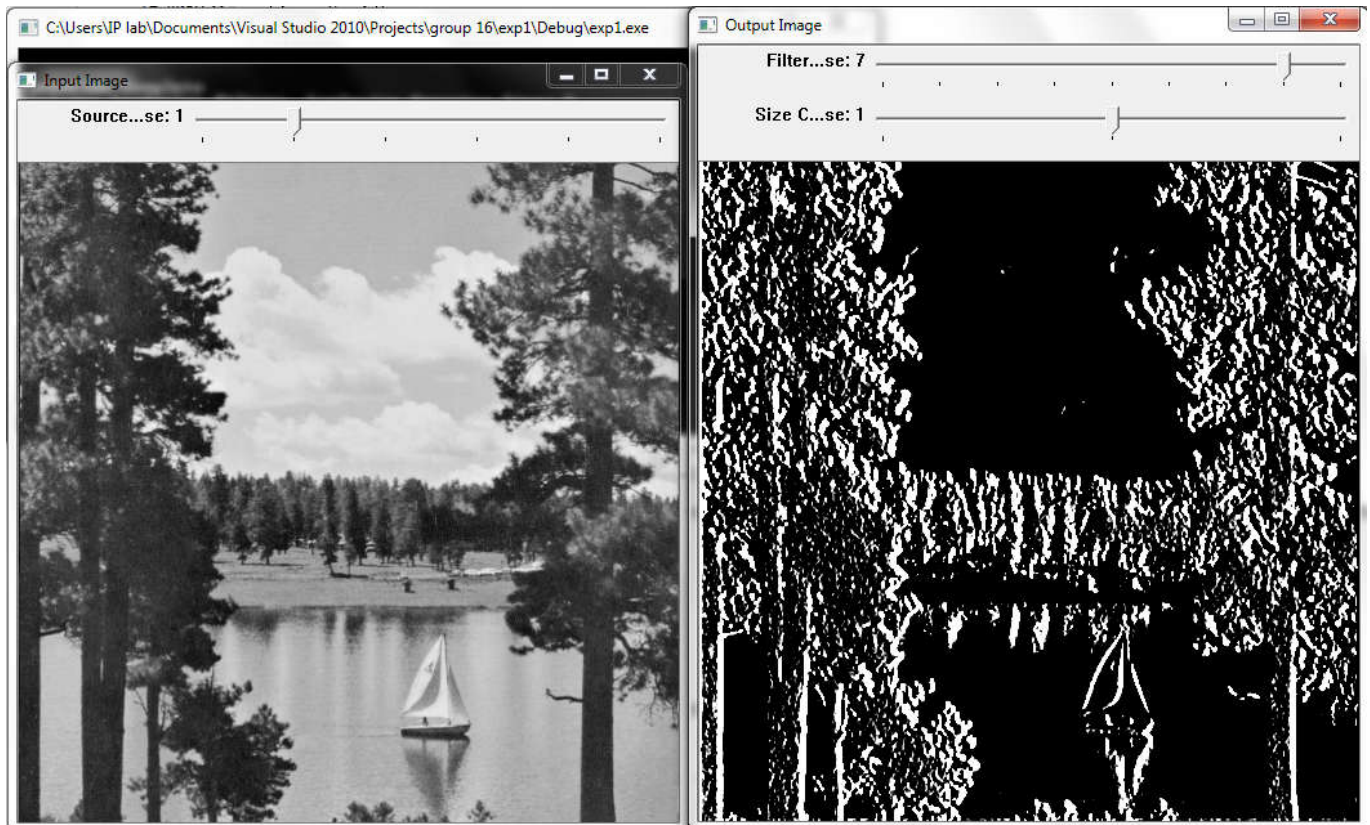 C:\Users\IP lab\Documents\Visual Studio 2010\Projects\group 16\exp1\Debug\exp1.exe
Input Image
Source...se: 1
Output Image
Filter...se: 7
Size C...se: 1